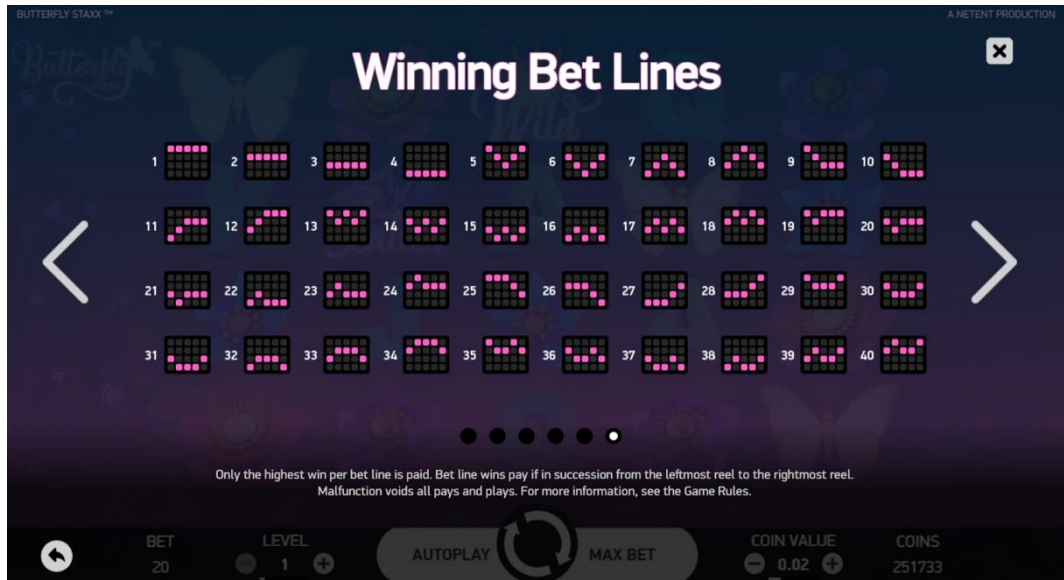 BUTTERFLY STAXX ™
A NETENT PRODUCTION
Butterfly
Wild
Winning Bet Lines
1 2 3 4 5 6 7 8 9 10
11 12 13 14 15 16 17 18 19 20
21 22 23 24 25 26 27 28 29 30
31 32 33 34 35 36 37 38 39 40
Only the highest win per bet line is paid. Bet line wins pay if in succession from the leftmost reel to the rightmost reel.
Malfunction voids all pays and plays. For more information, see the Game Rules.
BET
LEVEL
AUTOPLAY
MAX BET
COIN VALUE
COINS
20
1
0.02
251733